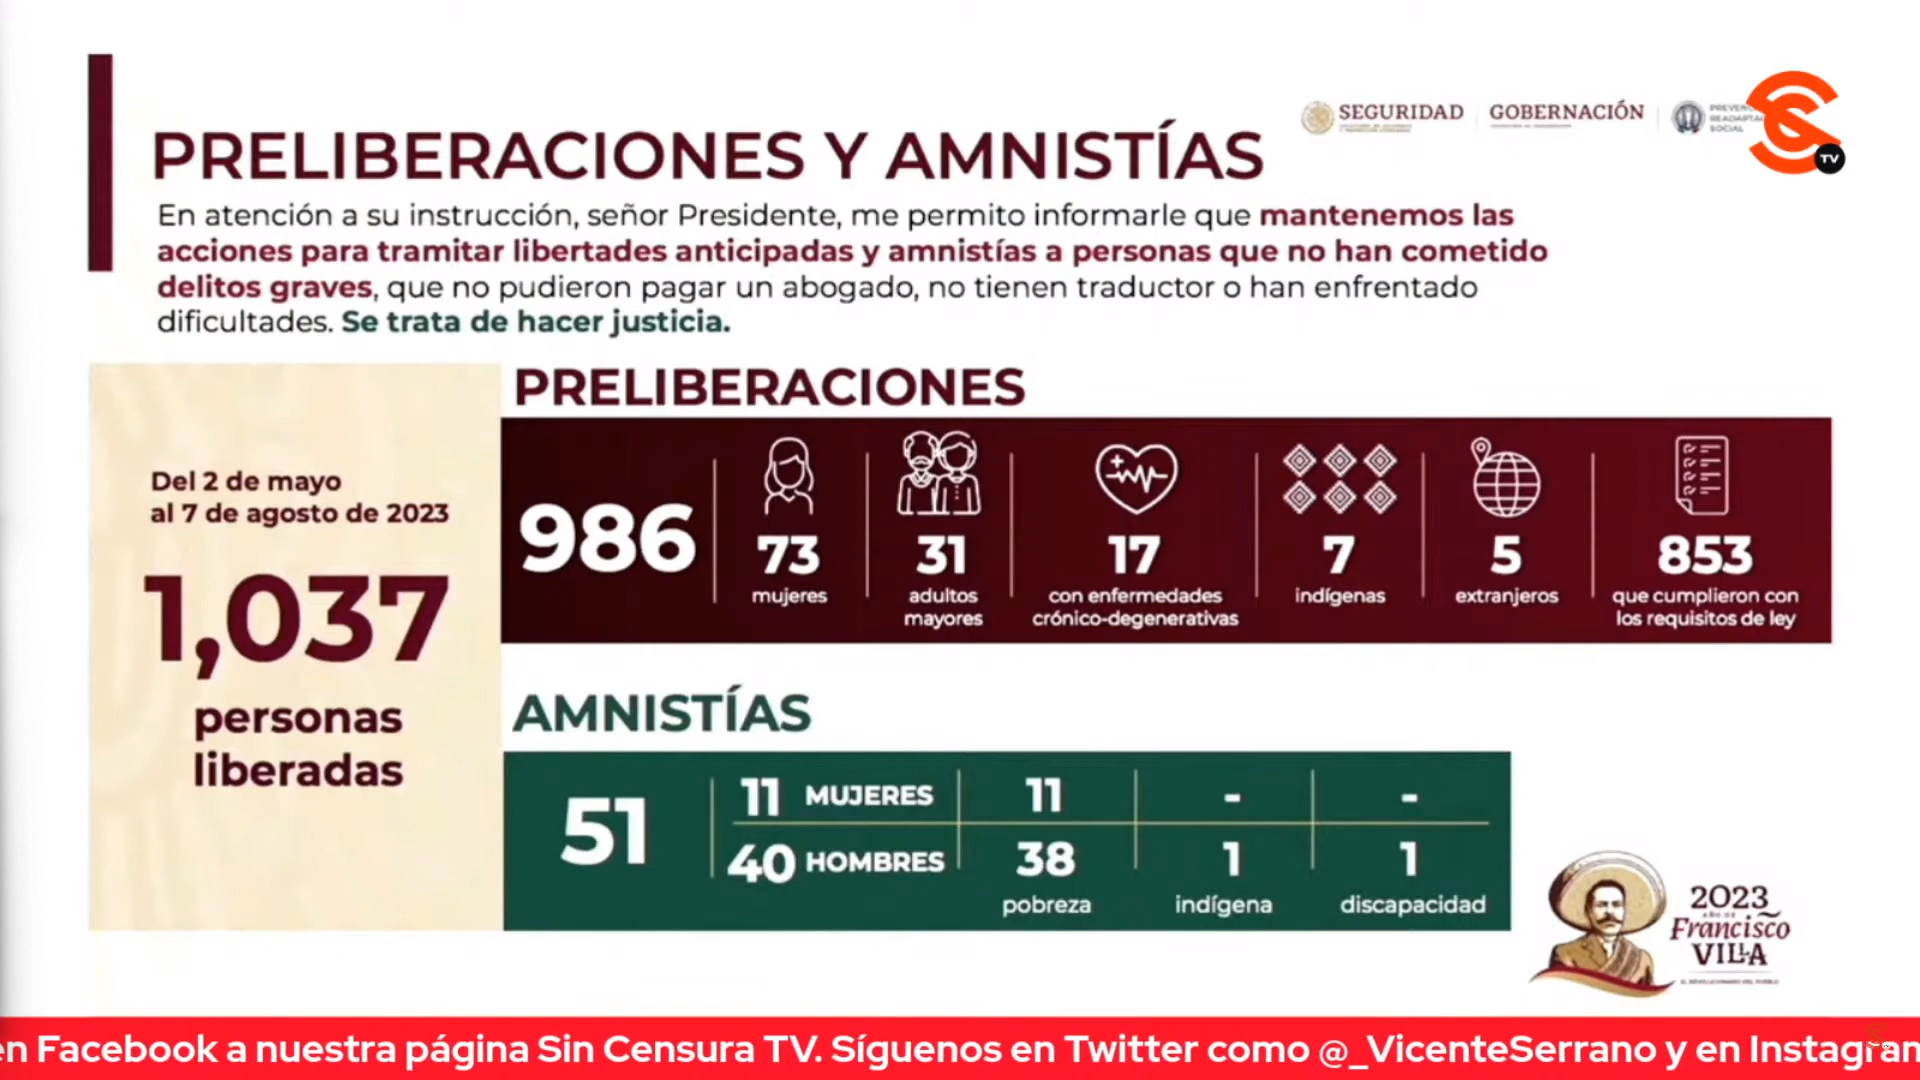 SEGURIDAD
GOBERNACIÓN
SOCIAL
TV
PRELIBERACIONES Y AMNISTÍAS
En atención a su instrucción, señor Presidente, me permito informarle que mantenemos las
acciones para tramitar libertades anticipadas y amnistías a personas que no han cometido
delitos graves, que no pudieron pagar un abogado, no tienen traductor o han enfrentado
dificultades. Se trata de hacer justicia.
Del 2 de mayo
al 7 de agosto de 2023
1,037
personas
liberadas
PRELIBERACIONES
986
73
mujeres
31
adultos
mayores
17
con enfermedades
crónico-degenerativas
7
indígenas
5
extranjeros
853
que cumplieron con
los requisitos de ley
AMNISTÍAS
51
11 MUJERES 11 - -
40 HOMBRES 38 1 1
pobreza indígena discapacidad
2023
AÑO DE
Francisco
VILLA
en Facebook a nuestra página Sin Censura TV. Síguenos en Twitter como @_VicenteSerrano y en Instagram